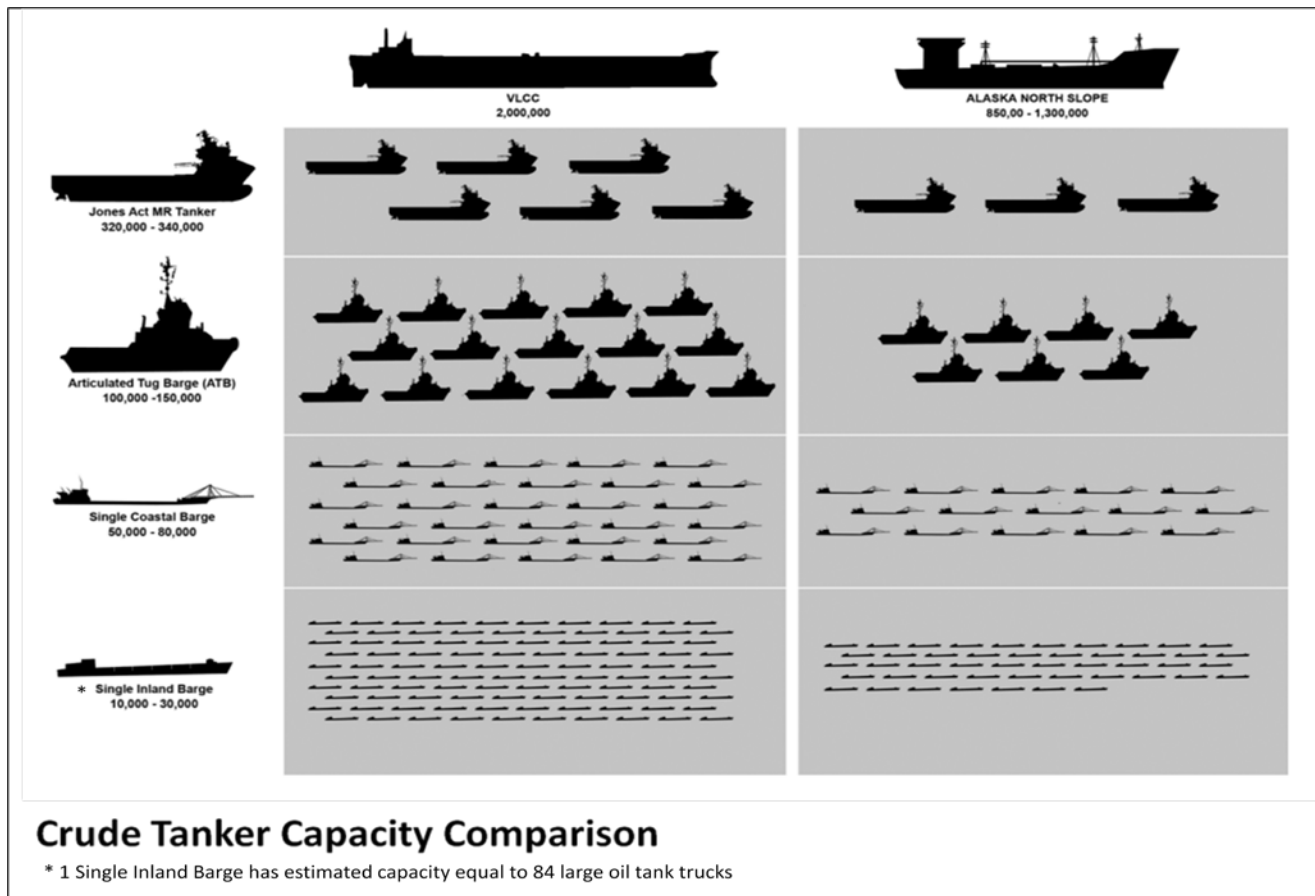 VLCC
2,000,000
ALASKA NORTH SLOPE
850,00 - 1,300,000
Jones Act MR Tanker
320,000 - 340,000
Articulated Tug Barge (ATB)
100,000 -150,000
Single Coastal Barge
50,000 - 80,000
* Single Inland Barge
10,000 - 30,000
Crude Tanker Capacity Comparison
* 1 Single Inland Barge has estimated capacity equal to 84 large oil tank trucks